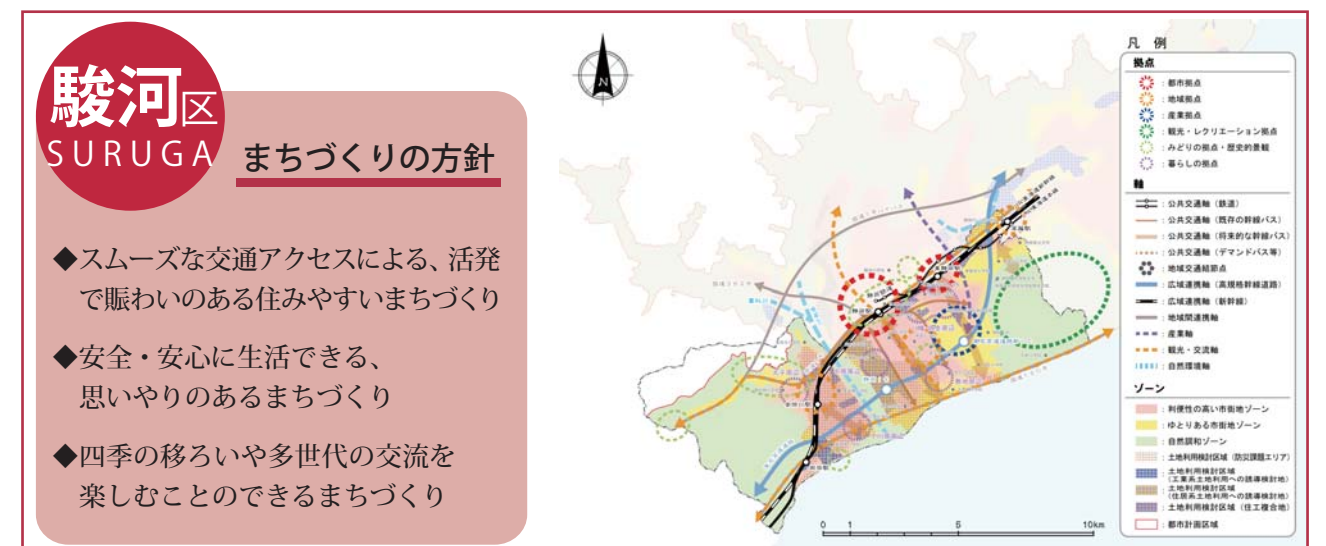 駿河区
SURUGA
まちづくりの方針
◆スムーズな交通アクセスによる、活発
で賑わいのある住みやすいまちづくり
◆安全・安心に生活できる、
思いやりのあるまちづくり
◆四季の移ろいや多世代の交流を
楽しむことのできるまちづくり
N
凡 例
拠点
：都市拠点
：地域拠点
：産業拠点
：観光・レクリエーション拠点
：みどりの拠点・歴史的景観
：暮らしの拠点
軸
：公共交通軸（鉄道）
：公共交通軸（既存の幹線バス）
：公共交通軸（将来的な幹線バス）
：公共交通軸（デマンドバス等）
：地域交通結節点
：広域連携軸（高規格幹線道路）
：広域連携軸（新幹線）
：地域間連携軸
：産業軸
：観光・交流軸
：自然環境軸
ゾーン
：利便性の高い市街地ゾーン
：ゆとりある市街地ゾーン
：自然調和ゾーン
：土地利用検討区域（防災課題エリア）
：土地利用検討区域
（工業系土地利用への誘導検討地）
：土地利用検討区域
（住居系土地利用への誘導検討地）
：土地利用検討区域（住工複合地）
：都市計画区域
0 1 5 10km